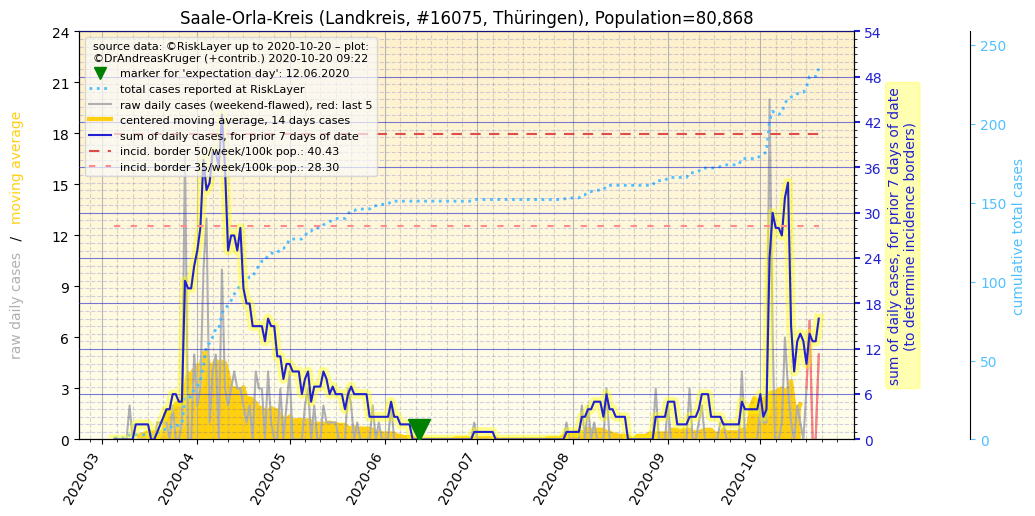 Saale-Orla-Kreis (Landkreis, #16075, Thüringen), Population=80,868
source data: ©RiskLayer up to 2020-10-20 – plot:
©DrAndreasKruger (+contrib.) 2020-10-20 09:22
marker for 'expectation day': 12.06.2020
total cases reported at RiskLayer
raw daily cases (weekend-flawed), red: last 5
centered moving average, 14 days cases
sum of daily cases, for prior 7 days of date
incid. border 50/week/100k pop.: 40.43
incid. border 35/week/100k pop.: 28.30
raw daily cases / moving average
24
21
18
15
12
9
6
3
0
54
48
42
36
30
24
18
12
6
0
sum of daily cases, for prior 7 days of date
(to determine incidence borders)
250
200
150
100
50
0
cumulative total cases
2020-03
2020-04
2020-05
2020-06
2020-07
2020-08
2020-09
2020-10